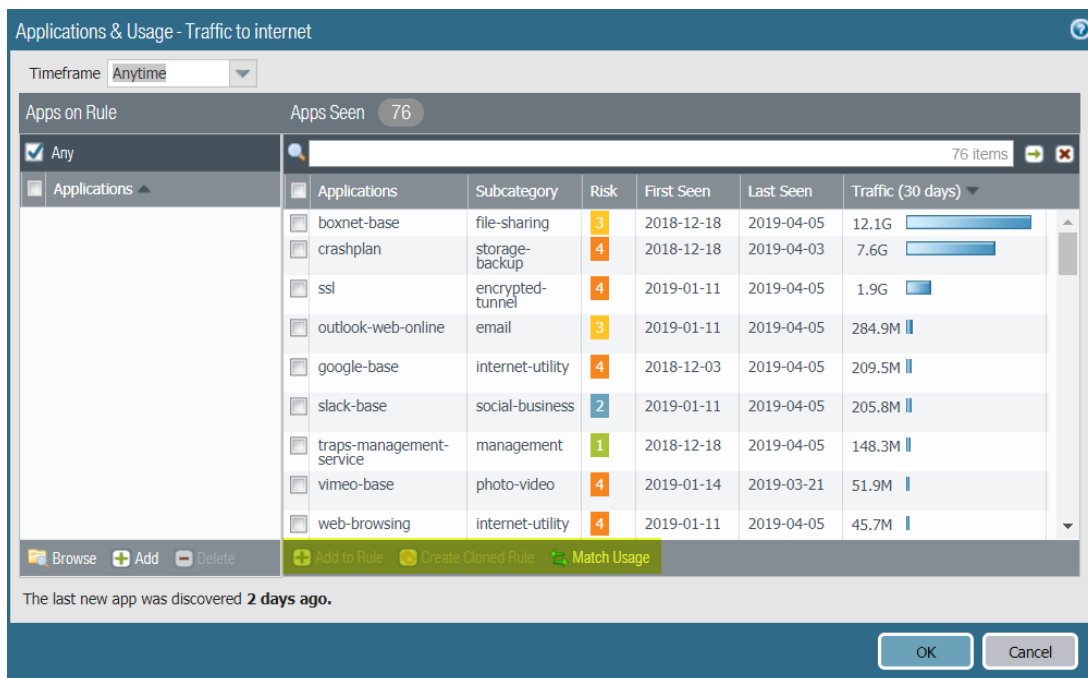 Applications & Usage - Traffic to internet
Timeframe Anytime
Apps on Rule
Apps Seen 76
Any
76 items
Applications
Applications Subcategory Risk First Seen Last Seen Traffic (30 days)
boxnet-base file-sharing 3 2018-12-18 2019-04-05 12.1G
crashplan storage- 4 2018-12-18 2019-04-03 7.6G
backup
ssl encrypted- 4 2019-01-11 2019-04-05 1.9G
tunnel
outlook-web-online email 3 2019-01-11 2019-04-05 284.9M
google-base internet-utility 4 2018-12-03 2019-04-05 209.5M
slack-base social-business 2 2019-01-11 2019-04-05 205.8M
traps-management- management 1 2018-12-18 2019-04-05 148.3M
service
vimeo-base photo-video 4 2019-01-14 2019-03-21 51.9M
web-browsing internet-utility 4 2019-01-11 2019-04-05 45.7M
Browse Add Delete
Add to Rule Create Cloned Rule Match Usage
The last new app was discovered 2 days ago.
OK Cancel